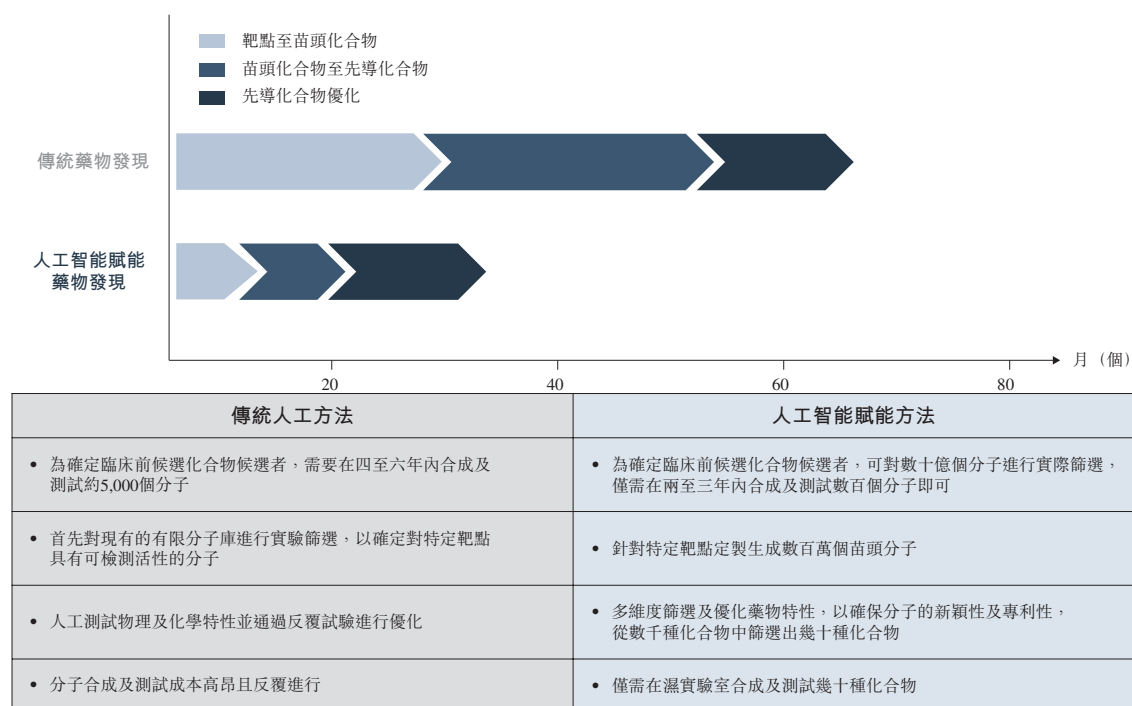 靶點至苗頭化合物
苗頭化合物至先導化合物
先導化合物優化
傳統藥物發現
人工智能賦能
藥物發現
月（個）
20
40
60
80
傳統人工方法
人工智能賦能方法
• 為確定臨床前候選化合物候選者，需要在四至六年內合成及
測試約5,000個分子
• 為確定臨床前候選化合物候選者，可對數十億個分子進行實際篩選，
僅需在兩至三年內合成及測試數百個分子即可
• 首先對現有的有限分子庫進行實驗篩選，以確定對特定靶點
具有可檢測活性的分子
• 針對特定靶點定製生成數百萬個苗頭分子
• 人工測試物理及化學特性並通過反覆試驗進行優化
• 多維度篩選及優化藥物特性，以確保分子的新穎性及專利性，
從數千種化合物中篩選出幾十種化合物
• 分子合成及測試成本高昂且反覆進行
• 僅需在濕實驗室合成及測試幾十種化合物